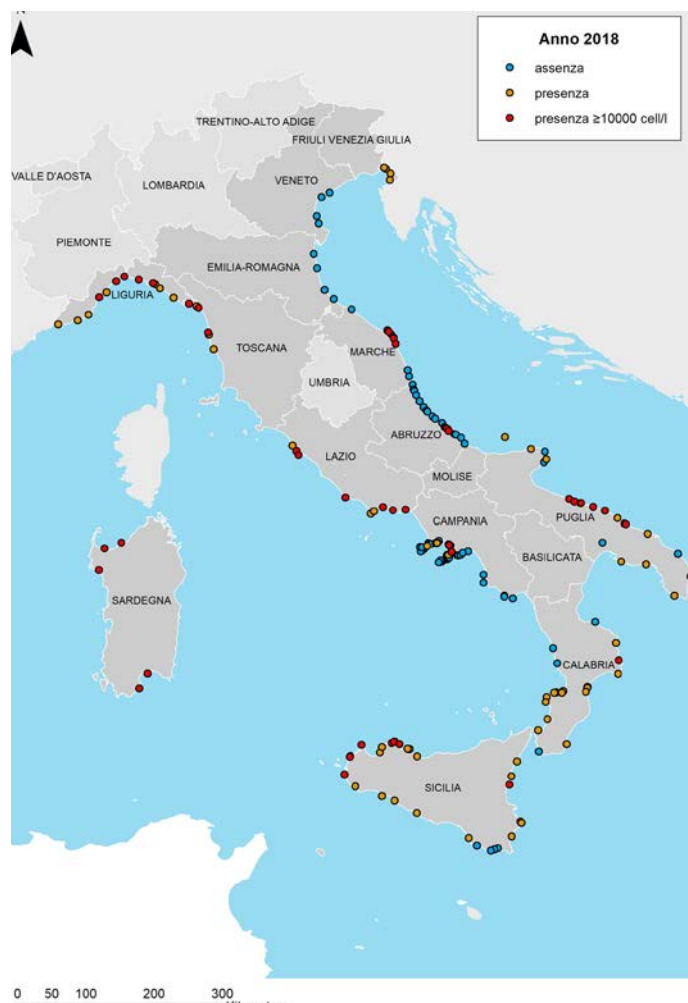 Anno 2018
assenza
presenza
presenza ≥10000 cell/l
TRENTINO-ALTO ADIGE
FRIULI VENEZIA GIULIA
VALLE D'AOSTA
LOMBARDIA
VENETO
PIEMONTE
EMILIA-ROMAGNA
LIGURIA
TOSCANA
MARCHE
UMBRIA
ABRUZZO
LAZIO
MOLISE
CAMPANIA
PUGLIA
BASILICATA
SARDEGNA
CALABRIA
SICILIA
0 100 200 300